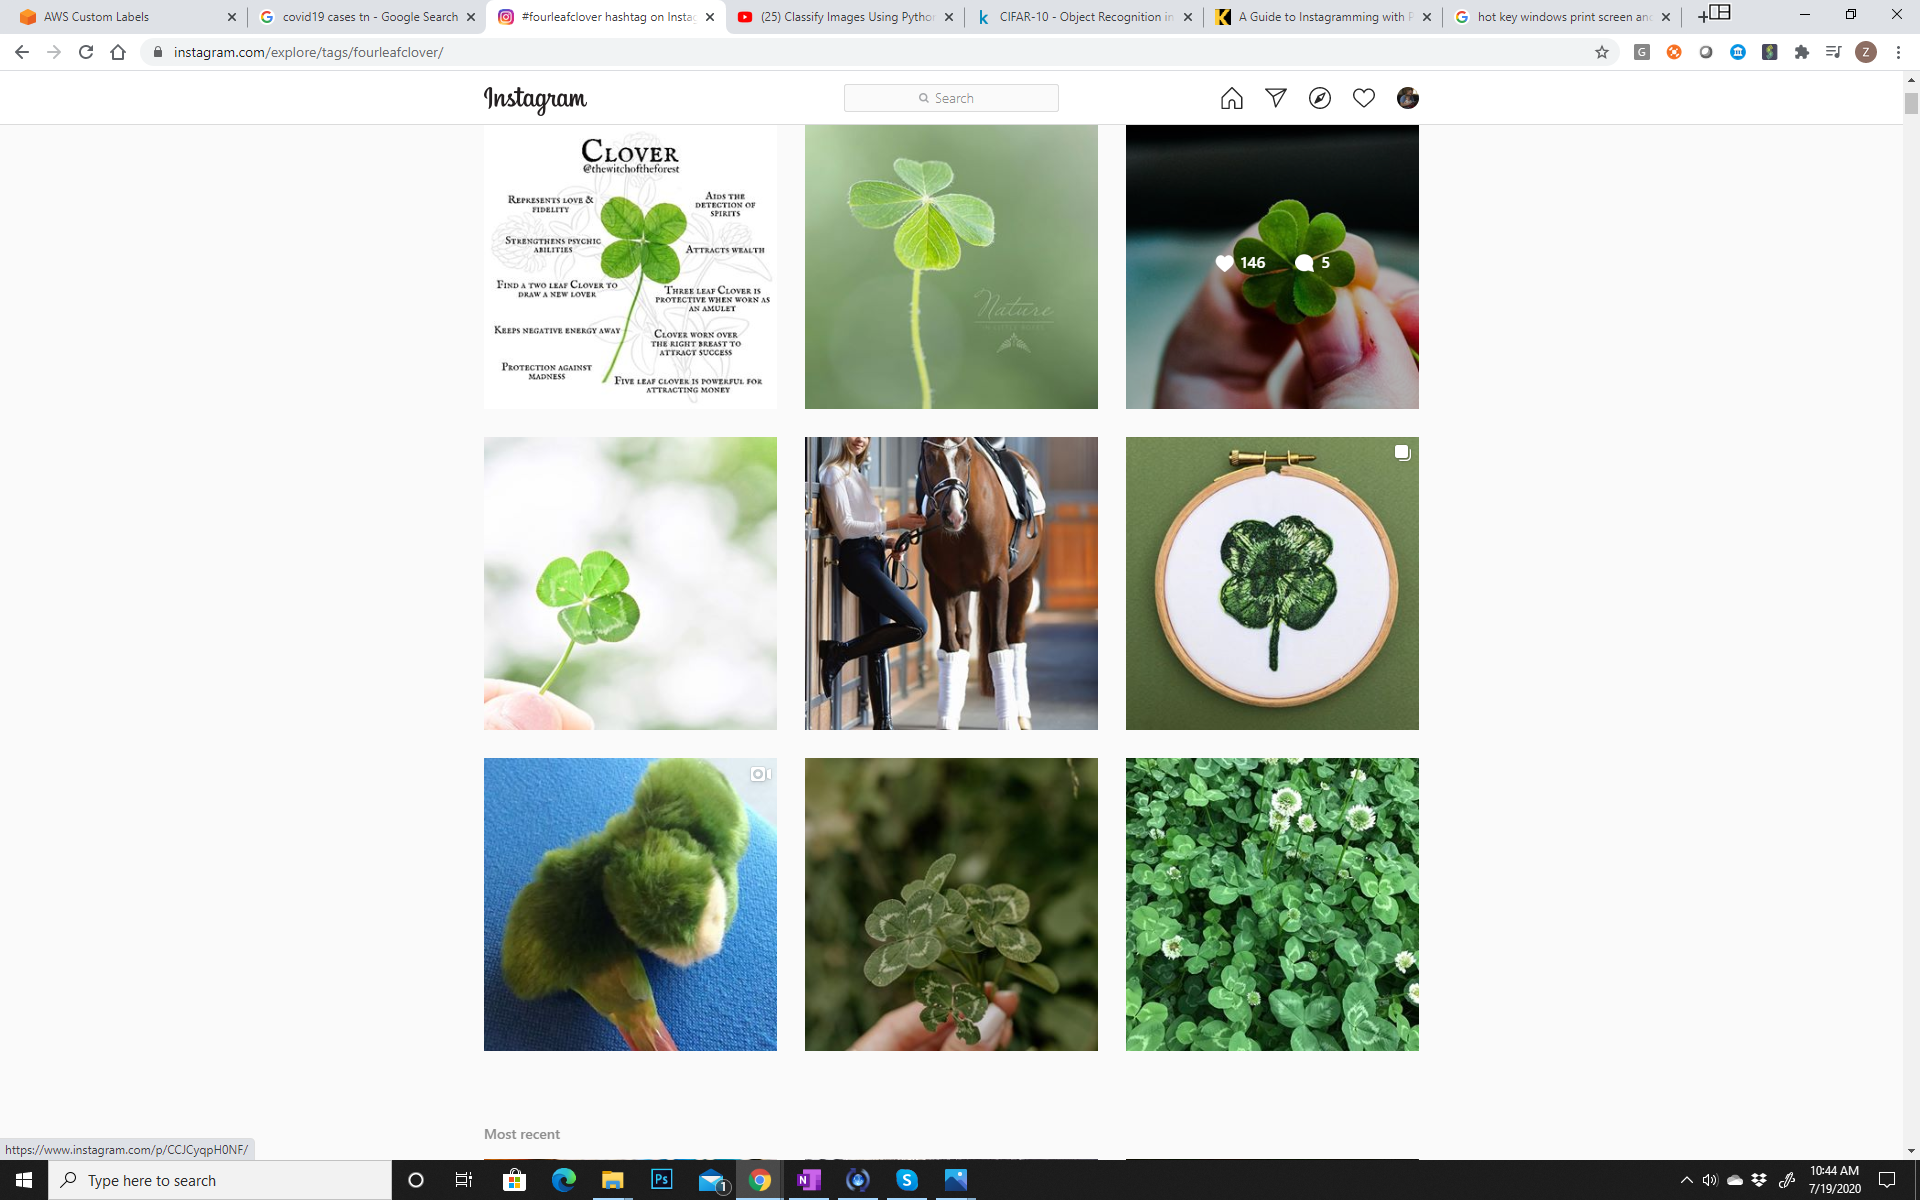 AWS Custom Labels
covid19 cases tn - Google Search
#fourleafclover hashtag on Insta
(25) Classify Images Using Pytho
CIFAR-10 - Object Recognition in
A Guide to Instagramming with P
hot key windows print screen an
instagram.com/explore/tags/fourleafclover/
G
Z
Instagram
Search
Clover
@thewitchoftheforest
Represents love &
fidelity
Aids the
detection of
spirits
Strengthens psychic
abilities
Attracts wealth
Find a two leaf Clover to
draw a new lover
Three leaf Clover is
protective when worn as
an amulet
Keeps negative energy away
Clover worn over
the right breast to
attract success
Protection against
madness
Five leaf clover is powerful for
attracting money
Nature
146
5
Most recent
https://www.instagram.com/p/CCJCyqpH0NF/
Type here to search
Ps
1
N
S
10:44 AM
7/19/2020